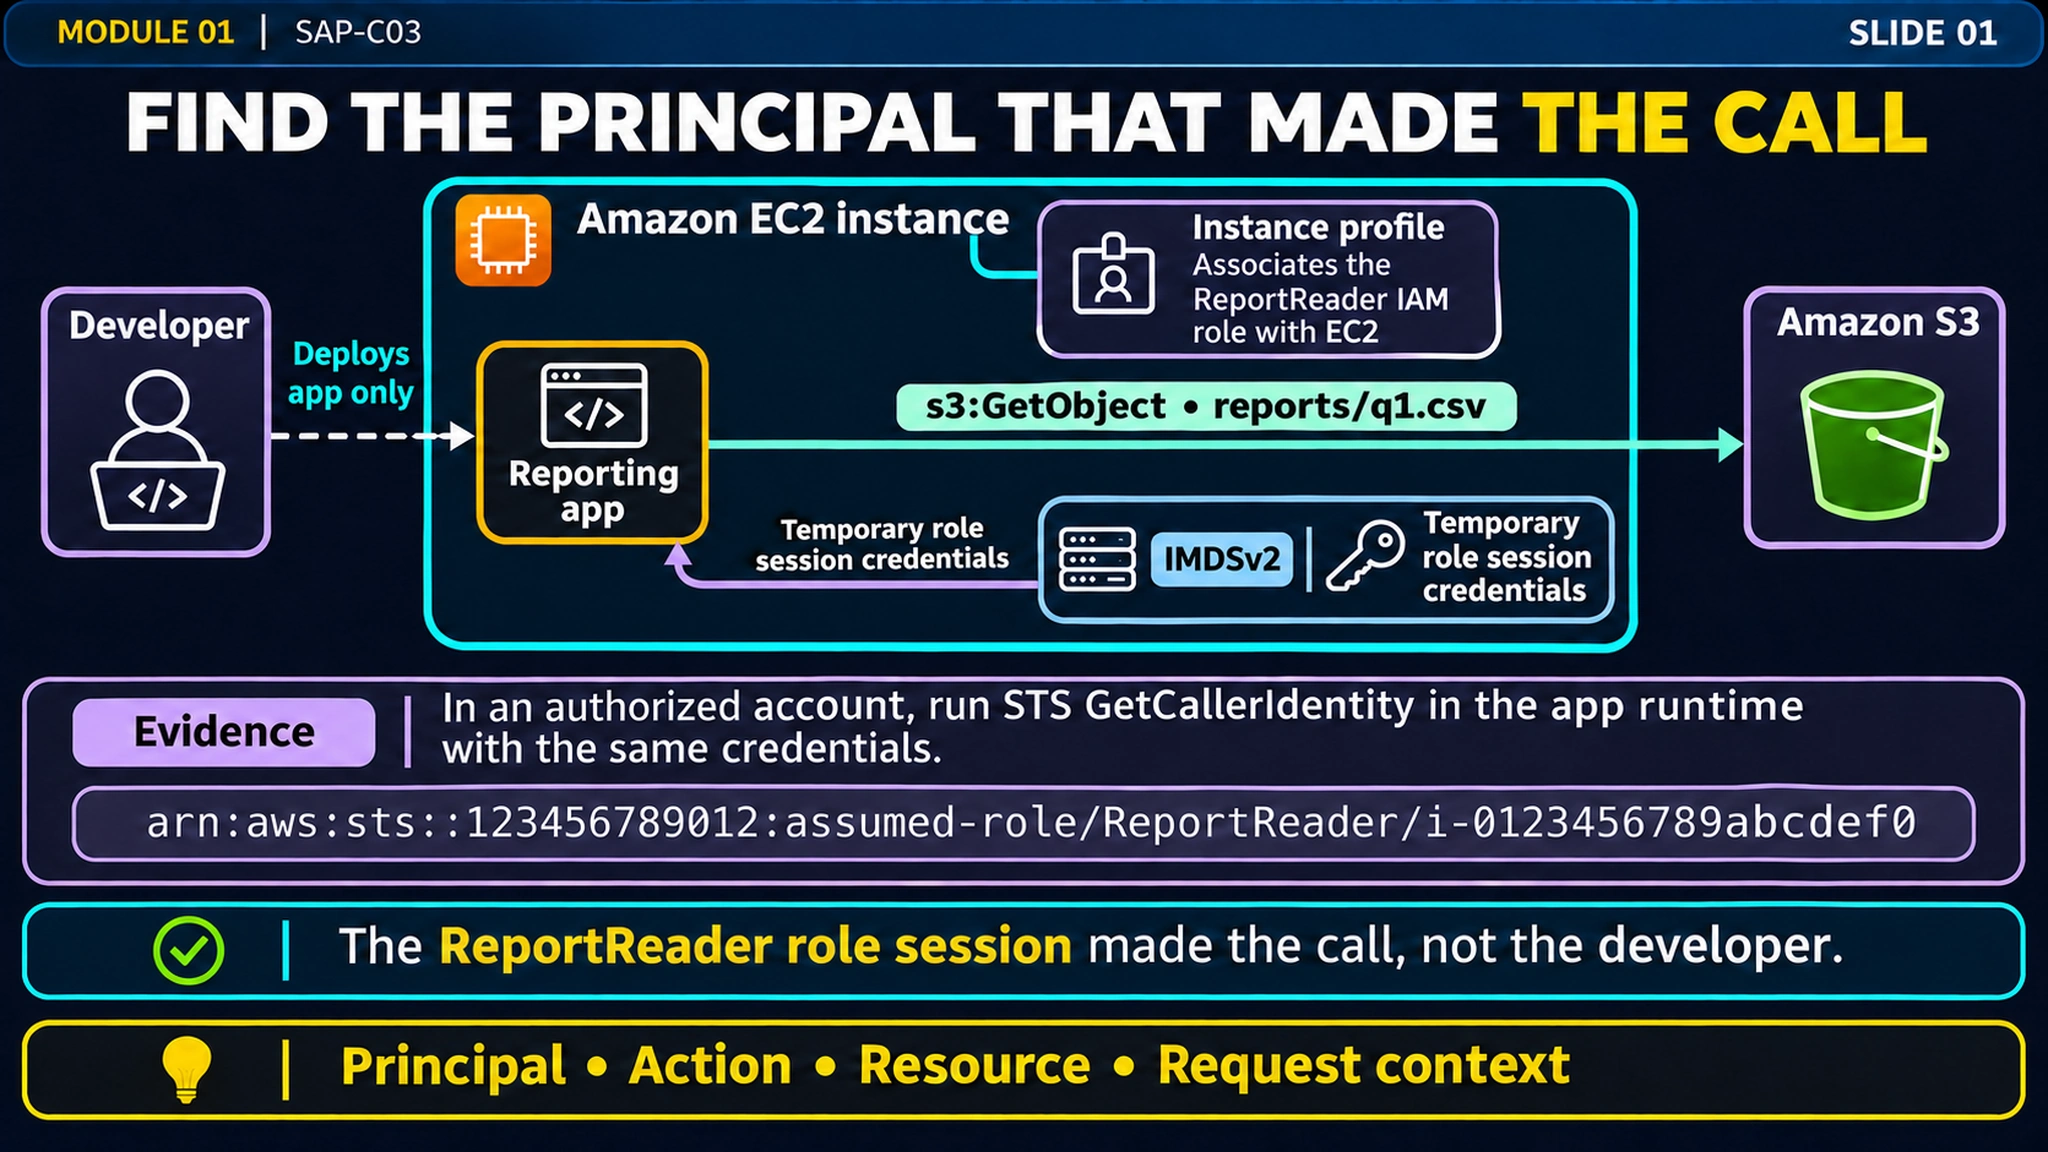 MODULE 01 | SAP-C03
SLIDE 01
FIND THE PRINCIPAL THAT MADE THE CALL
Developer
Deploys
app only
Amazon EC2 instance
Instance profile
Associates the
ReportReader IAM
role with EC2
Amazon S3
s3:GetObject • reports/q1.csv
</>
</>
Reporting
app
Temporary role
session credentials
IMDSv2
Temporary
role session
credentials
Evidence
In an authorized account, run STS GetCallerIdentity in the app runtime
with the same credentials.
arn:aws:sts::123456789012:assumed-role/ReportReader/i-0123456789abcdef0
The ReportReader role session made the call, not the developer.
Principal • Action • Resource • Request context